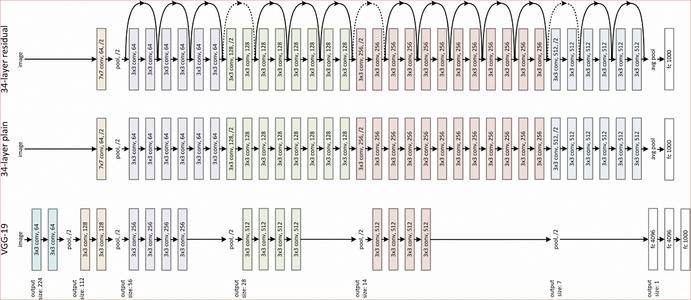 34-layer residual
image
7x7 conv, 64, /2
pool, /2
3x3 conv, 64
3x3 conv, 64
3x3 conv, 64
3x3 conv, 64
3x3 conv, 64
3x3 conv, 64
3x3 conv, 128, /2
3x3 conv, 128
3x3 conv, 128
3x3 conv, 128
3x3 conv, 128
3x3 conv, 128
3x3 conv, 128
3x3 conv, 128
3x3 conv, 256, /2
3x3 conv, 256
3x3 conv, 256
3x3 conv, 256
3x3 conv, 256
3x3 conv, 256
3x3 conv, 256
3x3 conv, 256
3x3 conv, 256
3x3 conv, 256
3x3 conv, 256
3x3 conv, 256
3x3 conv, 512, /2
3x3 conv, 512
3x3 conv, 512
3x3 conv, 512
3x3 conv, 512
3x3 conv, 512
avg pool
fc 1000
34-layer plain
image
7x7 conv, 64, /2
pool, /2
3x3 conv, 64
3x3 conv, 64
3x3 conv, 64
3x3 conv, 64
3x3 conv, 64
3x3 conv, 64
3x3 conv, 128, /2
3x3 conv, 128
3x3 conv, 128
3x3 conv, 128
3x3 conv, 128
3x3 conv, 128
3x3 conv, 128
3x3 conv, 128
3x3 conv, 256, /2
3x3 conv, 256
3x3 conv, 256
3x3 conv, 256
3x3 conv, 256
3x3 conv, 256
3x3 conv, 256
3x3 conv, 256
3x3 conv, 256
3x3 conv, 256
3x3 conv, 256
3x3 conv, 256
3x3 conv, 512, /2
3x3 conv, 512
3x3 conv, 512
3x3 conv, 512
3x3 conv, 512
3x3 conv, 512
avg pool
fc 1000
VGG-19
image
3x3 conv, 64
3x3 conv, 64
pool, /2
3x3 conv, 128
3x3 conv, 128
pool, /2
3x3 conv, 256
3x3 conv, 256
3x3 conv, 256
3x3 conv, 256
pool, /2
3x3 conv, 512
3x3 conv, 512
3x3 conv, 512
3x3 conv, 512
pool, /2
3x3 conv, 512
3x3 conv, 512
3x3 conv, 512
3x3 conv, 512
pool, /2
fc 4096
fc 4096
fc 1000
output
size: 224
output
size: 112
output
size: 56
output
size: 28
output
size: 14
output
size: 7
output
size: 1